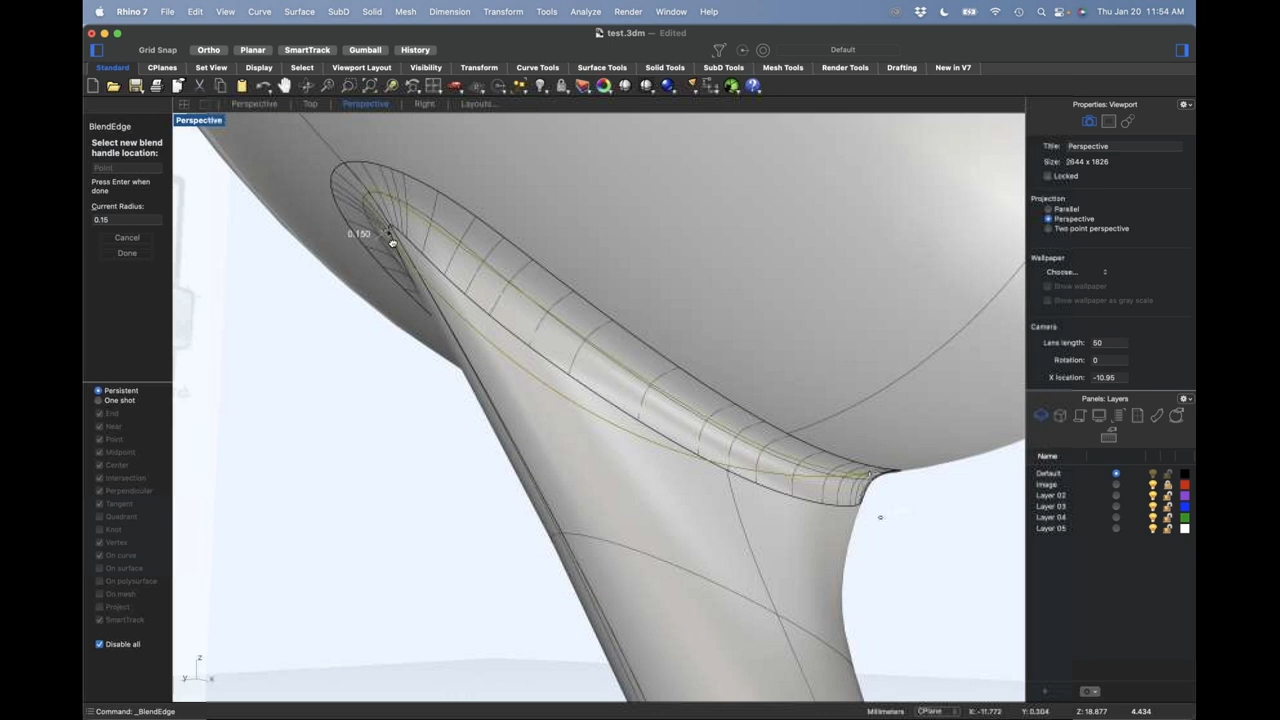 Rhino 7 File Edit View Curve Surface SubD Solid Mesh Dimension Transform Tools Analyze Render Window Help Thu Jan 20 11:54 AM
test.3dm — Edited
Grid Snap Ortho Planar SmartTrack Gumball History Default
Standard CPlanes Set View Display Select Viewport Layout Visibility Transform Curve Tools Surface Tools Solid Tools SubD Tools Mesh Tools Render Tools Drafting New in V7
Perspective Top Perspective Right Layouts... Properties: Viewport
Perspective
BlendEdge
Select new blend
handle location:
Point
Press Enter when
done
Current Radius:
0.15
Cancel
Done
0.150
Persistent
One shot
End
Near
Point
Midpoint
Center
Intersection
Perpendicular
Tangent
Quadrant
Knot
Vertex
On curve
On surface
On polysurface
On mesh
Project
SmartTrack
Disable all
z
y x
Title: Perspective
Size: 2644 x 1826
Locked
Projection
Parallel
Perspective
Two point perspective
Wallpaper
Choose...
Show wallpaper
Show wallpaper as gray scale
Camera
Lens length: 50
Rotation: 0
X location: -10.95
Panels: Layers
Name
Default
Image
Layer 02
Layer 03
Layer 04
Layer 05
Command: _BlendEdge Millimeters CPlane X: -11.772 Y: 0.304 Z: 18.877 4.434